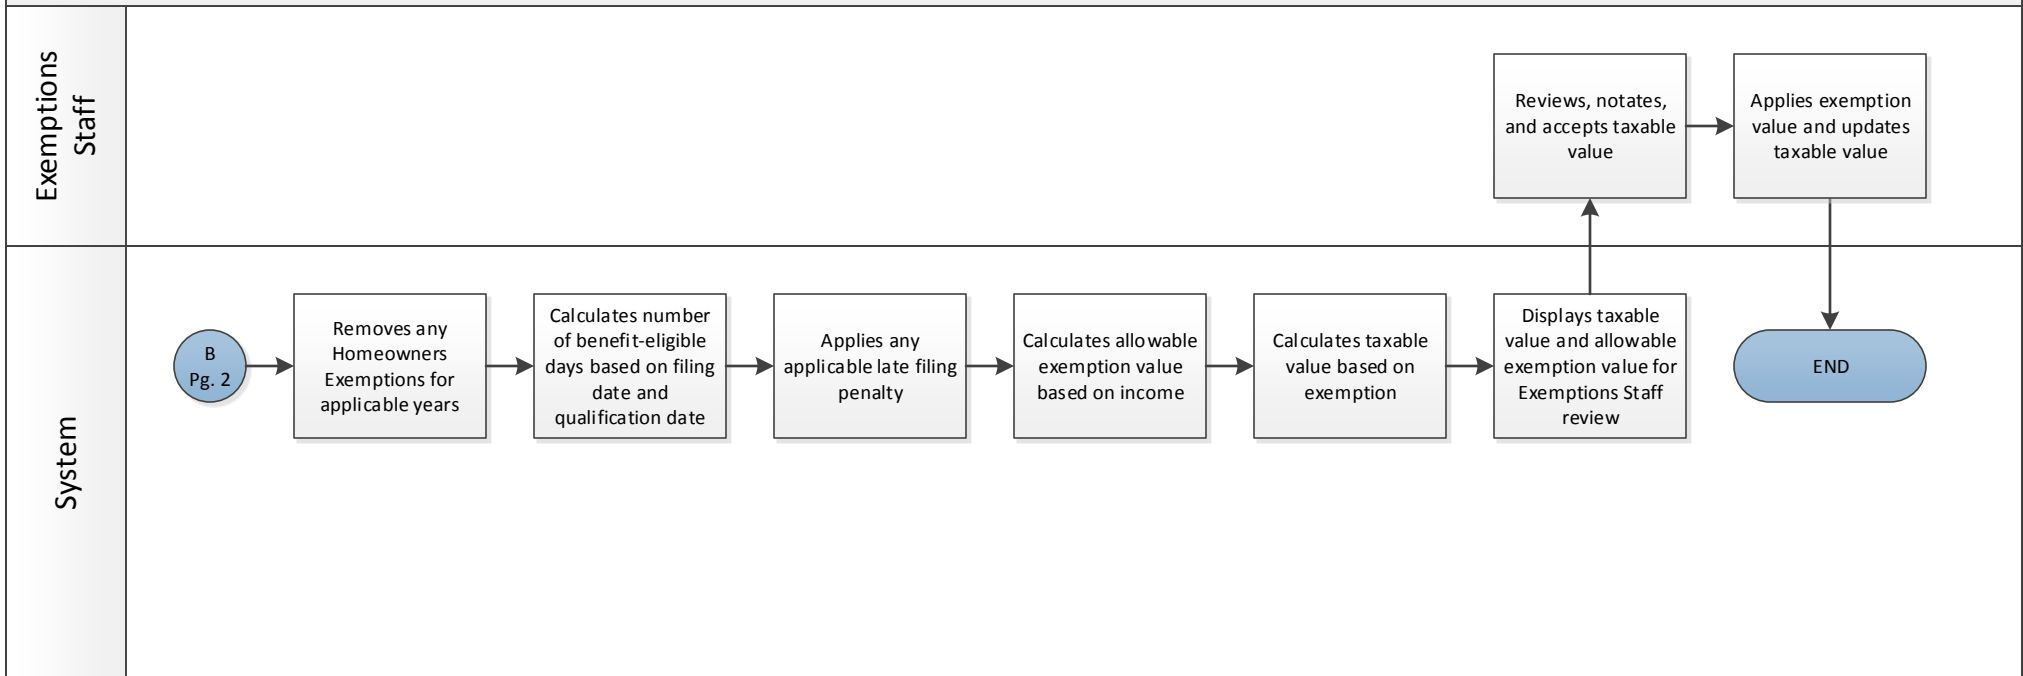 Exemptions
Staff
Reviews, notates,
and accepts taxable
value
Applies exemption
value and updates
taxable value
System
B
Pg. 2
Removes any
Homeowners
Exemptions for
applicable years
Calculates number
of benefit-eligible
days based on filing
date and
qualification date
Applies any
applicable late filing
penalty
Calculates allowable
exemption value
based on income
Calculates taxable
value based on
exemption
Displays taxable
value and allowable
exemption value for
Exemptions Staff
review
END